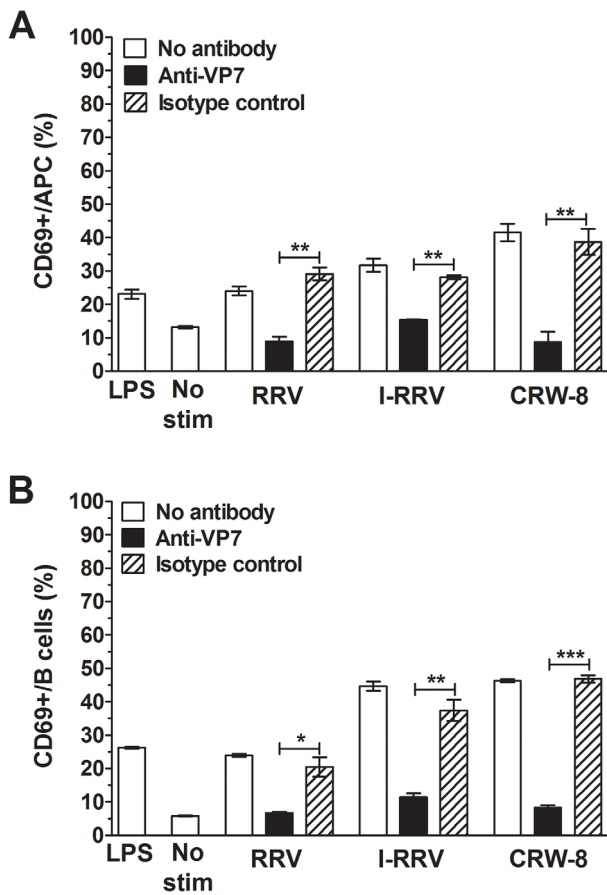 A
No antibody
Anti-VP7
Isotype control
CD69+/APC (%)
100
90
80
70
60
50
40
30
20
10
0
**
**
**
LPS
No
stim
RRV
I-RRV
CRW-8
B
No antibody
Anti-VP7
Isotype control
CD69+/B cells (%)
100
90
80
70
60
50
40
30
20
10
0
*
**
***
LPS
No
stim
RRV
I-RRV
CRW-8